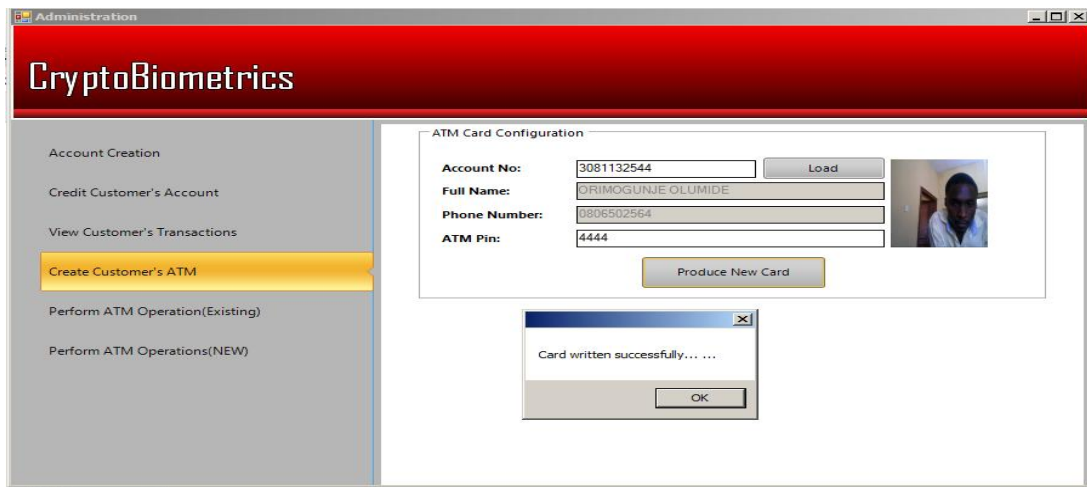 Administration
CryptoBiometrics
Account Creation
Credit Customer's Account
View Customer's Transactions
Create Customer's ATM
Perform ATM Operation(Existing)
Perform ATM Operations(NEW)
ATM Card Configuration
Account No: 3081132544 Load
Full Name: ORIMOGUNJE OLUMIDE
Phone Number: 0806502564
ATM Pin: 4444
Produce New Card
Card written successfully... ...
OK